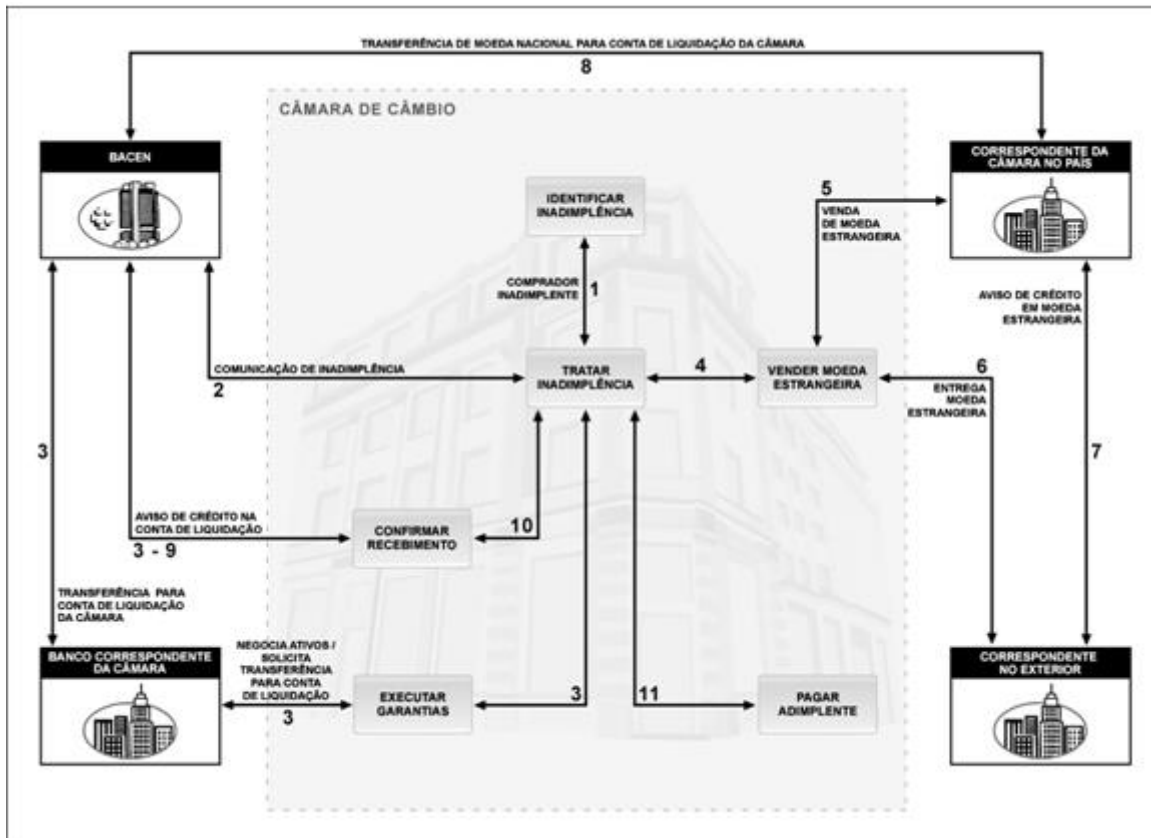 TRANSFERÊNCIA DE MOEDA NACIONAL PARA CONTA DE LIQUIDAÇÃO DA CÂMARA
8
CÂMARA DE CÂMBIO
BACEN
CORRESPONDENTE DA
CÂMARA NO PAÍS
IDENTIFICAR
INADIMPLÊNCIA
5
VENDA
DE MOEDA
ESTRANGEIRA
COMPRADOR
INADIMPLENTE
1
AVISO DE CRÉDITO
EM MOEDA
ESTRANGEIRA
COMUNICAÇÃO DE INADIMPLÊNCIA
2
TRATAR
INADIMPLÊNCIA
4
VENDER MOEDA
ESTRANGEIRA
6
ENTREGA
MOEDA
ESTRANGEIRA
3
7
AVISO DE CRÉDITO NA
CONTA DE LIQUIDAÇÃO
3 - 9
CONFIRMAR
RECEBIMENTO
10
TRANSFERÊNCIA PARA
CONTA DE LIQUIDAÇÃO
DA CÂMARA
BANCO CORRESPONDENTE
DA CÂMARA
NEGOCIA ATIVOS /
SOLICITA
TRANSFERÊNCIA
PARA CONTA
DE LIQUIDAÇÃO
3
EXECUTAR
GARANTIAS
3
11
PAGAR
ADIMPLENTE
CORRESPONDENTE
NO EXTERIOR